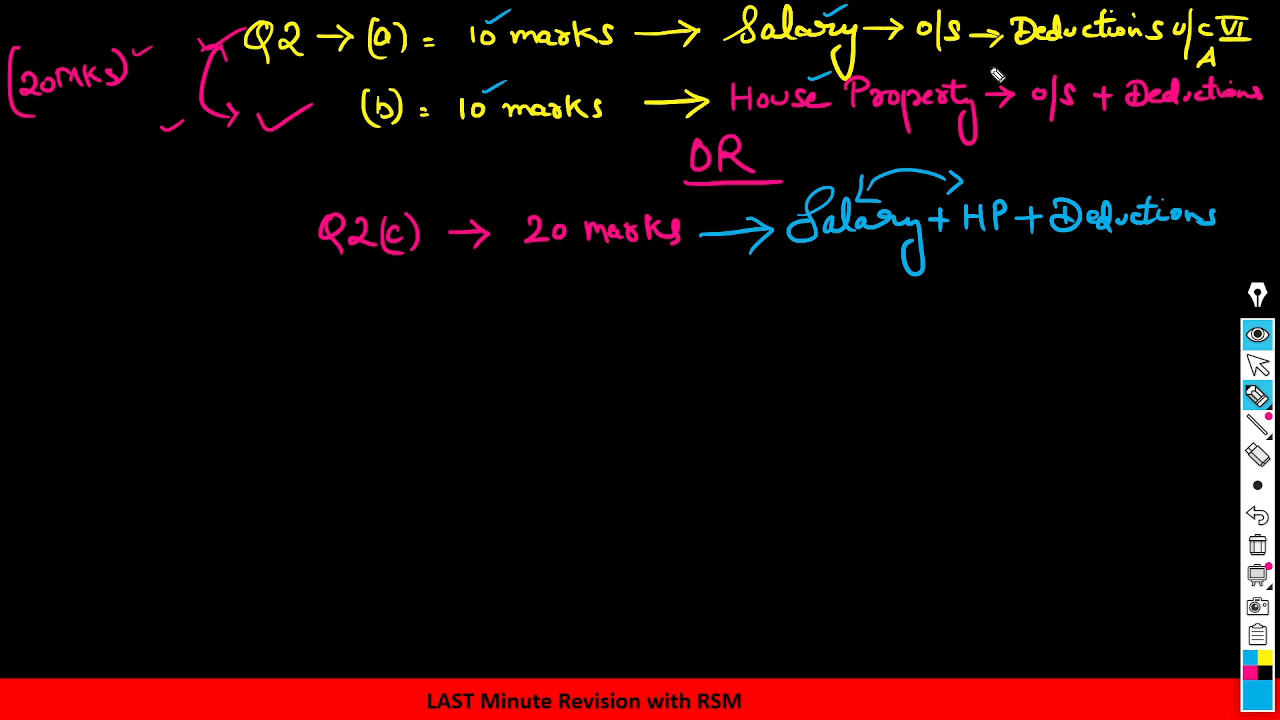 (20MKS) Q2 → (a) = 10 marks → Salary → O/S → Deductions U/C VI A
(b) = 10 marks → House Property → O/S + Deductions
OR
Q2(c) → 20 marks → Salary + HP + Deductions
LAST Minute Revision with RSM